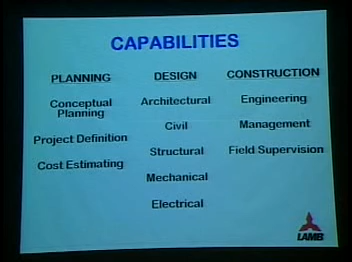 CAPABILITIES
PLANNING
Conceptual
Planning
Project Definition
Cost Estimating
DESIGN
Architectural
Civil
Structural
Mechanical
Electrical
CONSTRUCTION
Engineering
Management
Field Supervision
LAMB